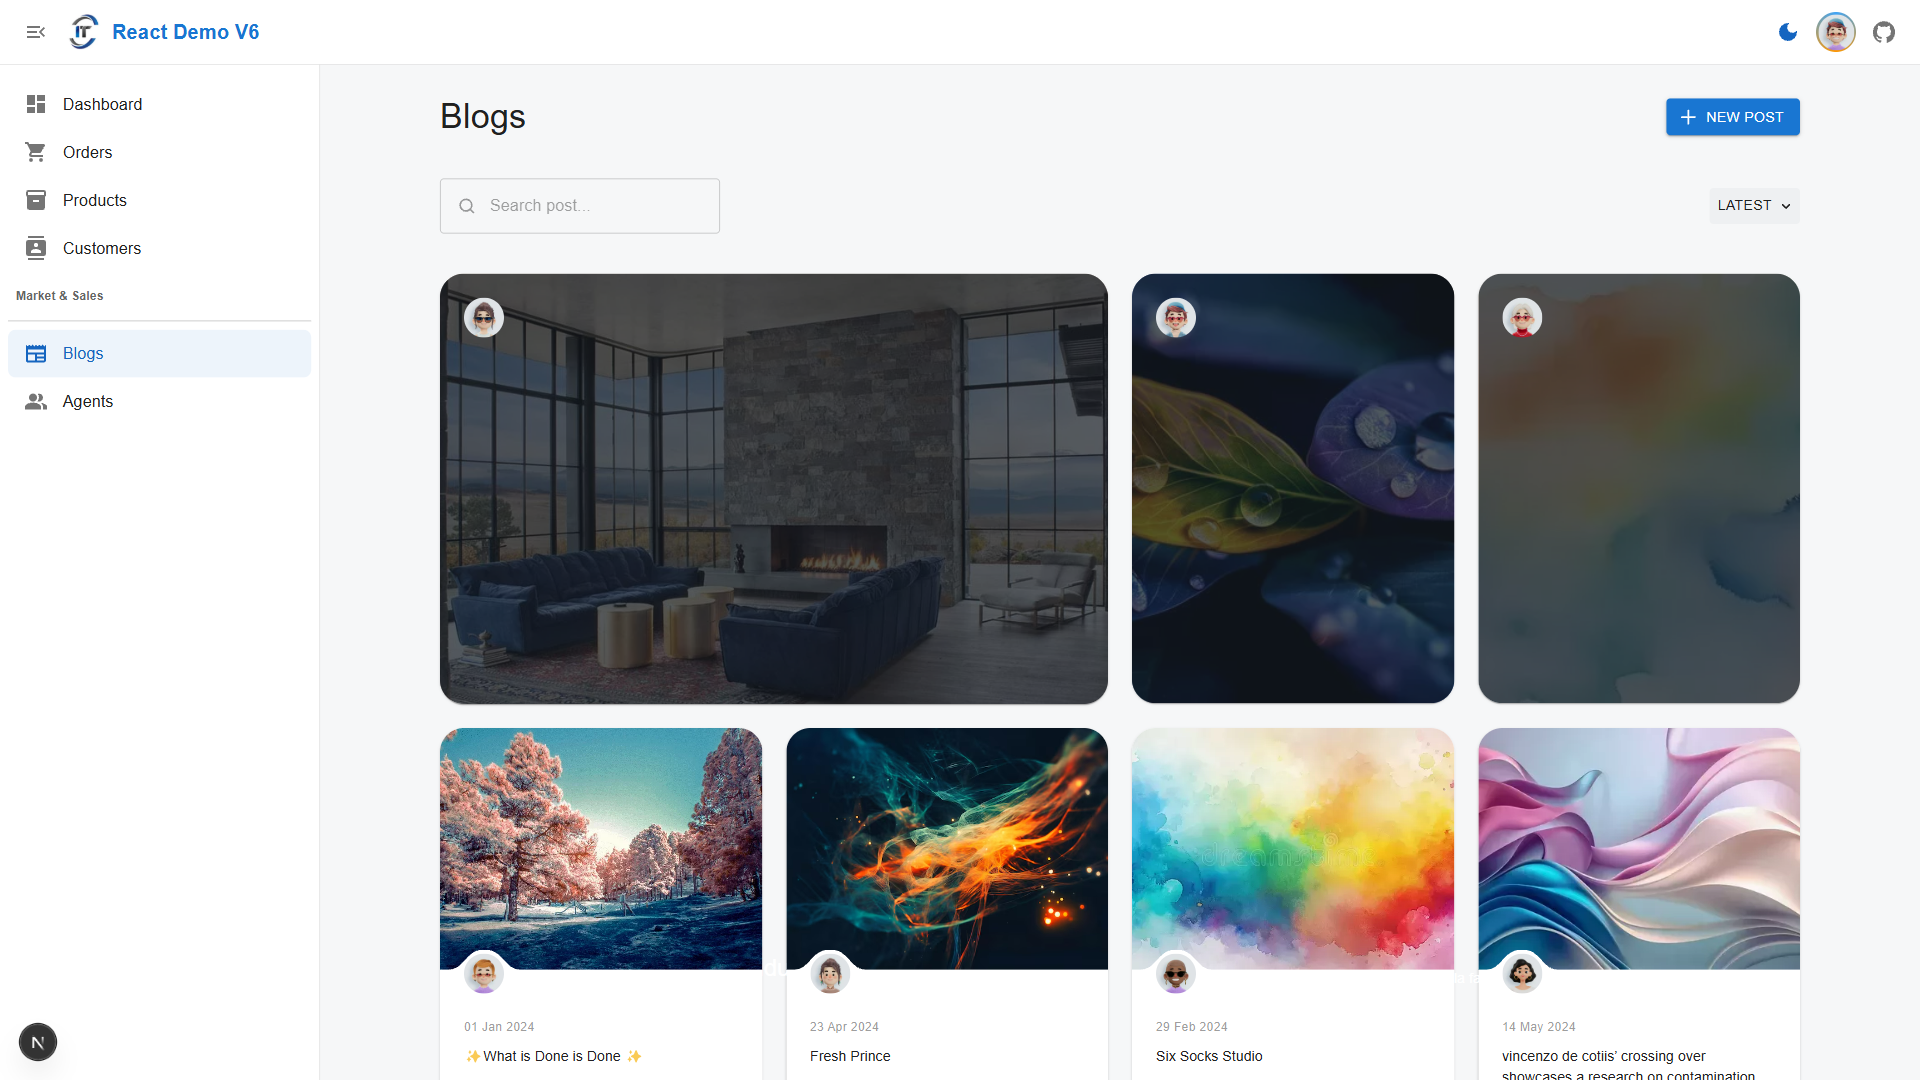 IT
React Demo V6
Dashboard
Orders
Products
Customers
Market & Sales
Blogs
Agents
Blogs
NEW POST
Search post...
LATEST
01 Jan 2024
✨What is Done is Done ✨
23 Apr 2024
Fresh Prince
29 Feb 2024
Six Socks Studio
14 May 2024
vincenzo de cotiis’ crossing over
showcases a research on contamination
N